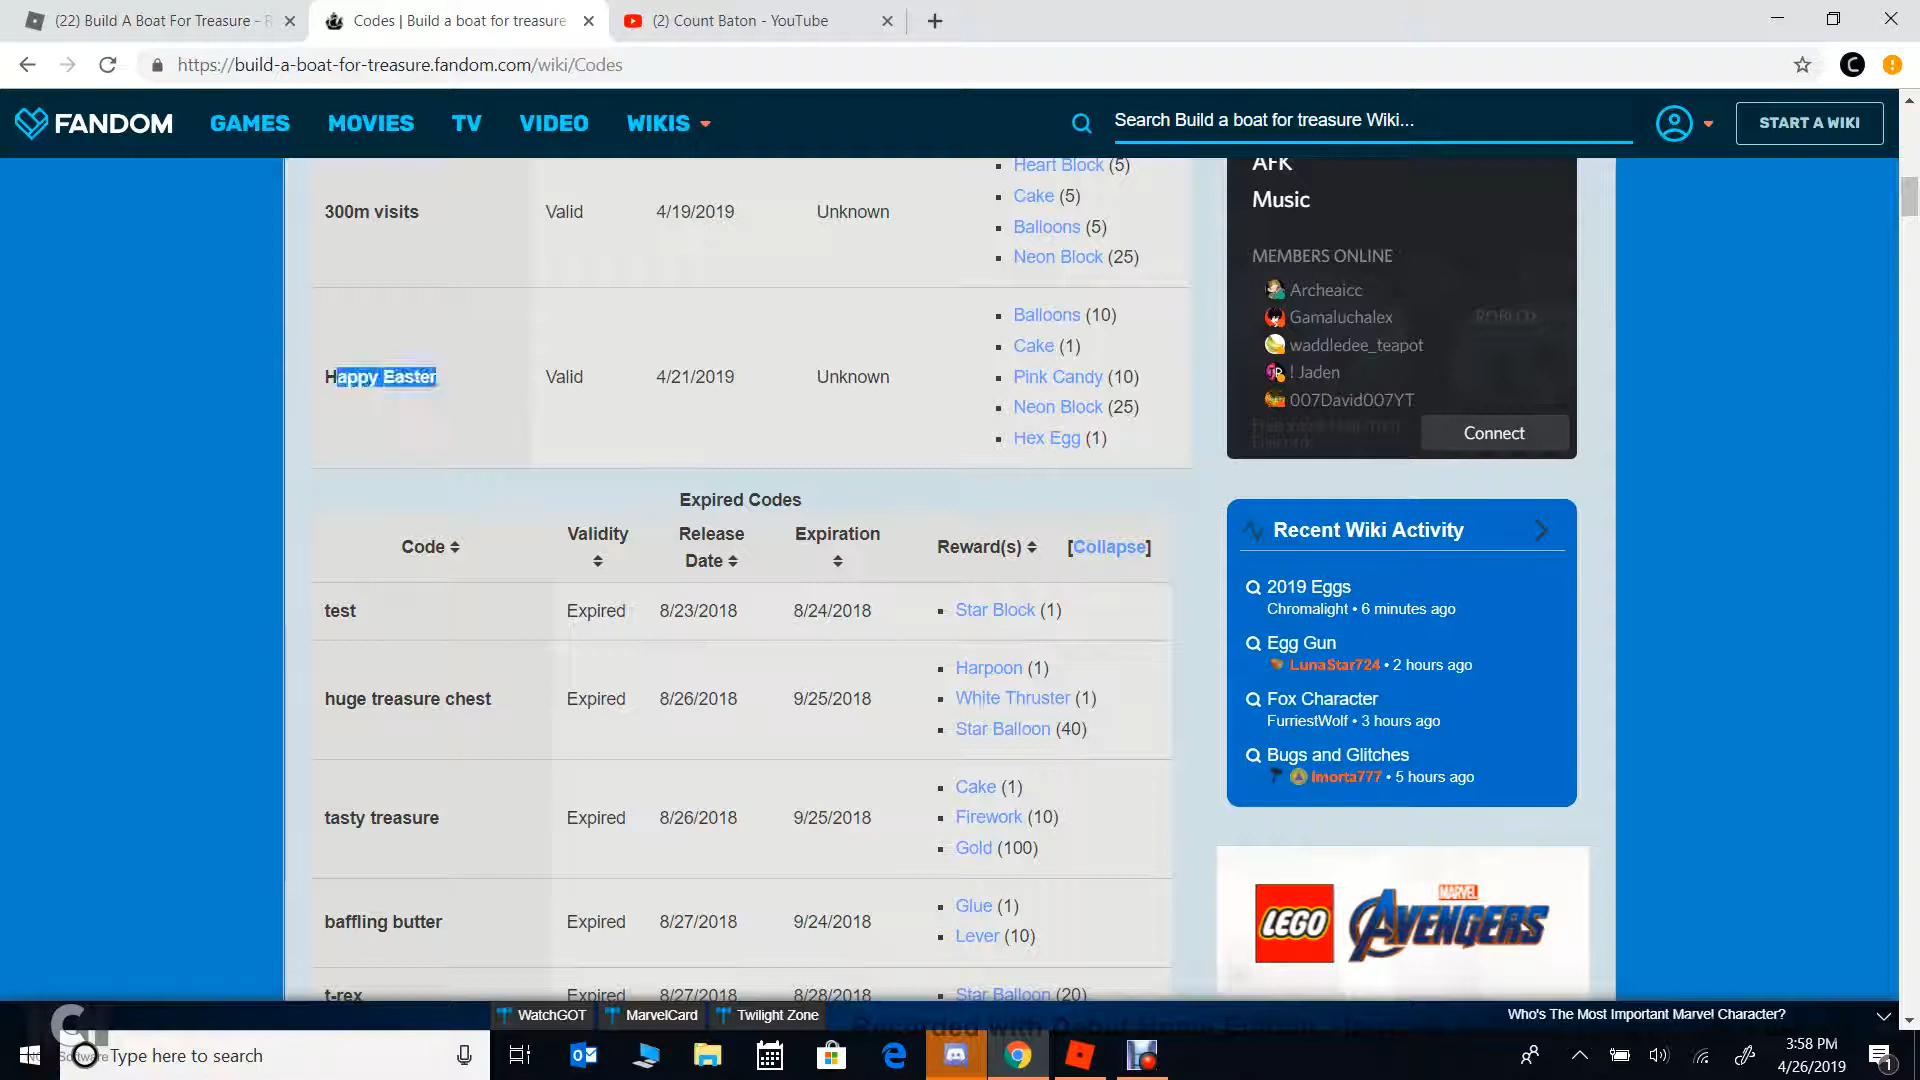 (22) Build A Boat For Treasure - R
Codes | Build a boat for treasure
(2) Count Baton - YouTube
https://build-a-boat-for-treasure.fandom.com/wiki/Codes
FANDOM GAMES MOVIES TV VIDEO WIKIS
Search Build a boat for treasure Wiki...
START A WIKI
Heart Block (5)
300m visits Valid 4/19/2019 Unknown
Cake (5)
Balloons (5)
Neon Block (25)
Balloons (10)
Cake (1)
Happy Easter Valid 4/21/2019 Unknown
Pink Candy (10)
Neon Block (25)
Hex Egg (1)
Expired Codes
Code Validity Release Date Expiration Reward(s) [Collapse]
test Expired 8/23/2018 8/24/2018 Star Block (1)
Harpoon (1)
huge treasure chest Expired 8/26/2018 9/25/2018 White Thruster (1)
Star Balloon (40)
Cake (1)
tasty treasure Expired 8/26/2018 9/25/2018 Firework (10)
Gold (100)
Glue (1)
baffling butter Expired 8/27/2018 9/24/2018
Lever (10)
t-rex Expired 8/27/2018 8/28/2018 Star Balloon (20)
AFK
Music
MEMBERS ONLINE
Archeaicc
Gamaluchalex
waddledee_teapot
! Jaden
007David007YT
ROBLOX
Connect
Recent Wiki Activity
2019 Eggs
Chromalight • 6 minutes ago
Egg Gun
LunaStar724 • 2 hours ago
Fox Character
FurriestWolf • 3 hours ago
Bugs and Glitches
Imorta777 • 5 hours ago
LEGO
MARVEL
AVENGERS
WatchGOT
MarvelCard
Twilight Zone
Who's The Most Important Marvel Character?
Type here to search
3:58 PM
4/26/2019
1